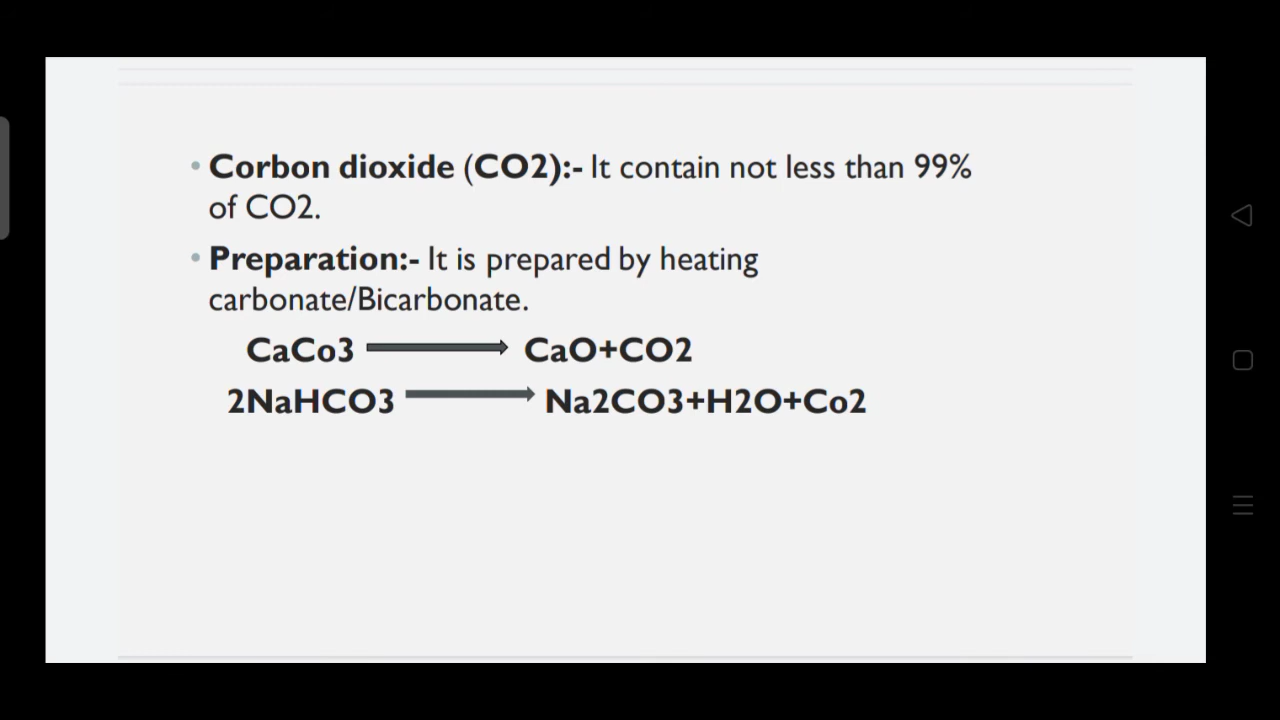 • Corbon dioxide (CO2):- It contain not less than 99%
of CO2.
• Preparation:- It is prepared by heating
carbonate/Bicarbonate.
CaCo3 → CaO+CO2
2NaHCO3 → Na2CO3+H2O+Co2